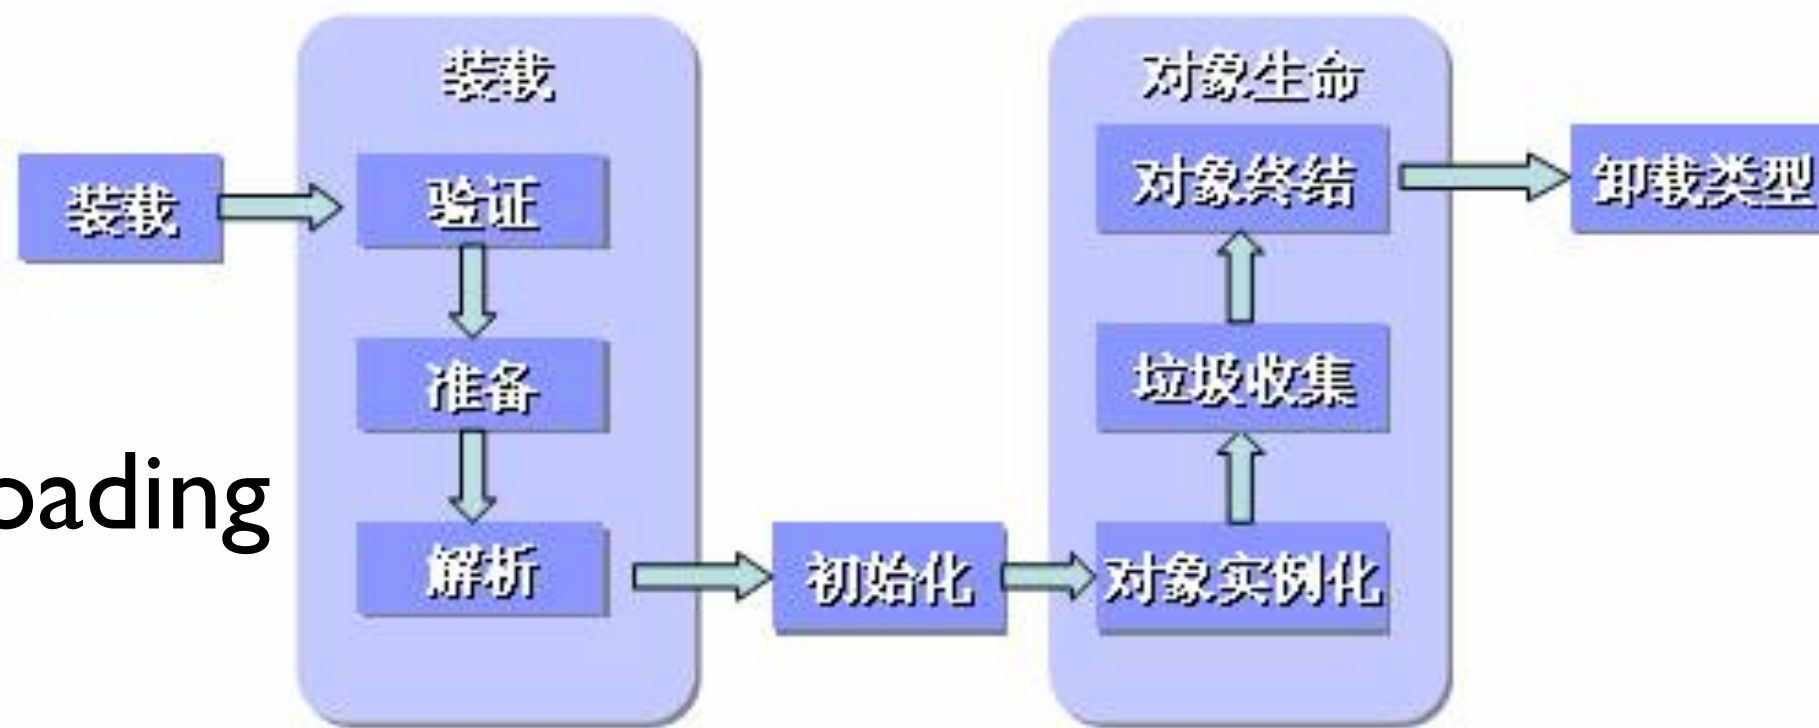 装载
装载
验证
准备
解析
初始化
对象生命
对象终结
垃圾收集
对象实例化
卸载类型
oading